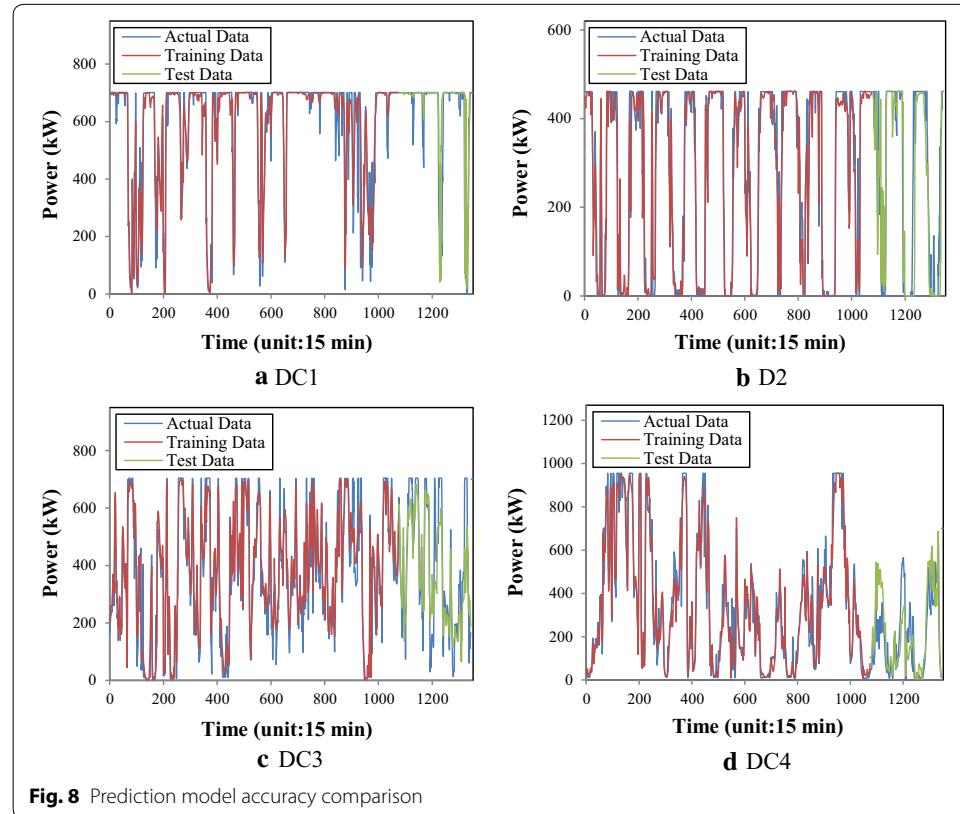 Actual Data
Training Data
Test Data
Power (kW)
800
600
400
200
0
0 200 400 600 800 1000 1200
Time (unit:15 min)
a DC1
Actual Data
Training Data
Test Data
Power (kW)
600
400
200
0
0 200 400 600 800 1000 1200
Time (unit:15 min)
b D2
Actual Data
Training Data
Test Data
Power (kW)
800
600
400
200
0
0 200 400 600 800 1000 1200
Time (unit:15 min)
c DC3
Actual Data
Training Data
Test Data
Power (kW)
1200
1000
800
600
400
200
0
0 200 400 600 800 1000 1200
Time (unit:15 min)
d DC4
Fig. 8 Prediction model accuracy comparison